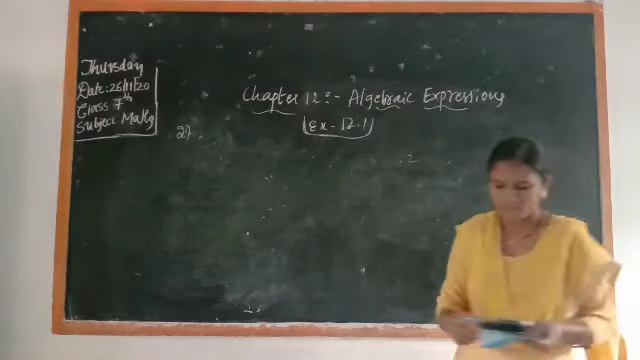 Thursday
Date: 26/11/20
Class 7th
Subject Maths
Chapter 12:- Algebraic Expressions
Ex-12.1
2)